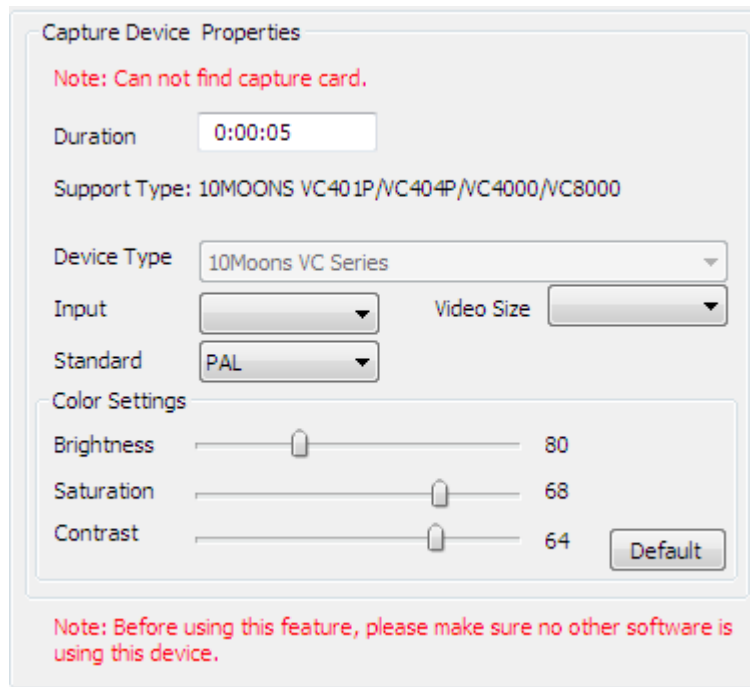 Capture Device Properties
Note: Can not find capture card.
Duration 0:00:05
Support Type: 10MOONS VC401P/VC404P/VC4000/VC8000
Device Type 10Moons VC Series
Input Video Size
Standard PAL
Color Settings
Brightness 80
Saturation 68
Contrast 64 Default
Note: Before using this feature, please make sure no other software is
using this device.